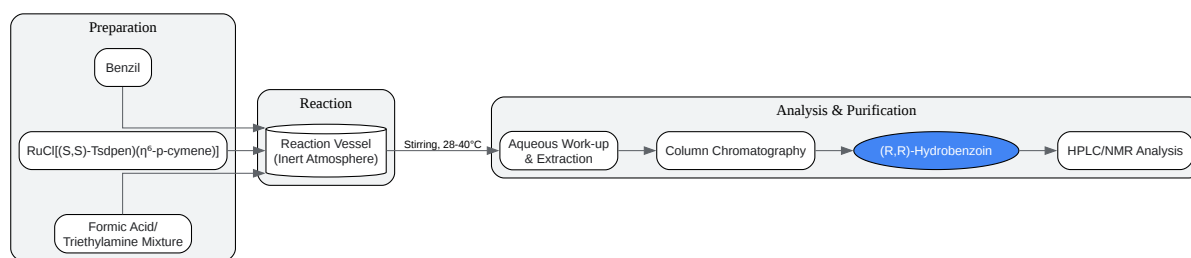 Preparation
Benzil
RuCl[(S,S)-Tsdpen)(η⁶-p-cymene)]
Formic Acid/
Triethylamine Mixture
Reaction
Reaction Vessel
(Inert Atmosphere)
Stirring, 28-40°C
Analysis & Purification
Aqueous Work-up
& Extraction
Column Chromatography
(R,R)-Hydrobenzoin
HPLC/NMR Analysis